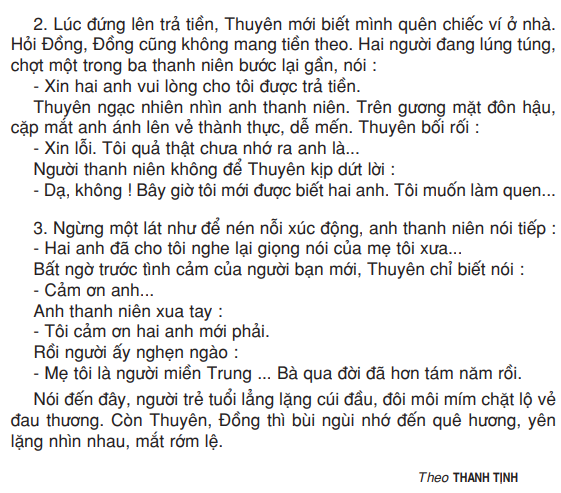 2. Lúc đứng lên trả tiền, Thuyên mới biết mình quên chiếc ví ở nhà.
Hỏi Đồng, Đồng cũng không mang tiền theo. Hai người đang lúng túng,
chợt một trong ba thanh niên bước lại gần, nói :
- Xin hai anh vui lòng cho tôi được trả tiền.
Thuyên ngạc nhiên nhìn anh thanh niên. Trên gương mặt đôn hậu,
cặp mắt anh ánh lên vẻ thành thực, dễ mến. Thuyên bối rối :
- Xin lỗi. Tôi quả thật chưa nhớ ra anh là...
Người thanh niên không để Thuyên kịp dứt lời :
- Dạ, không ! Bây giờ tôi mới được biết hai anh. Tôi muốn làm quen...
3. Ngừng một lát như để nén nỗi xúc động, anh thanh niên nói tiếp :
- Hai anh đã cho tôi nghe lại giọng nói của mẹ tôi xưa...
Bất ngờ trước tình cảm của người bạn mới, Thuyên chỉ biết nói :
- Cảm ơn anh...
Anh thanh niên xua tay :
- Tôi cảm ơn hai anh mới phải.
Rồi người ấy nghẹn ngào :
- Mẹ tôi là người miền Trung ... Bà qua đời đã hơn tám năm rồi.
Nói đến đây, người trẻ tuổi lẳng lặng cúi đầu, đôi môi mím chặt lộ vẻ
đau thương. Còn Thuyên, Đồng thì bùi ngùi nhớ đến quê hương, yên
lặng nhìn nhau, mắt rớm lệ.
Theo THANH TỊNH